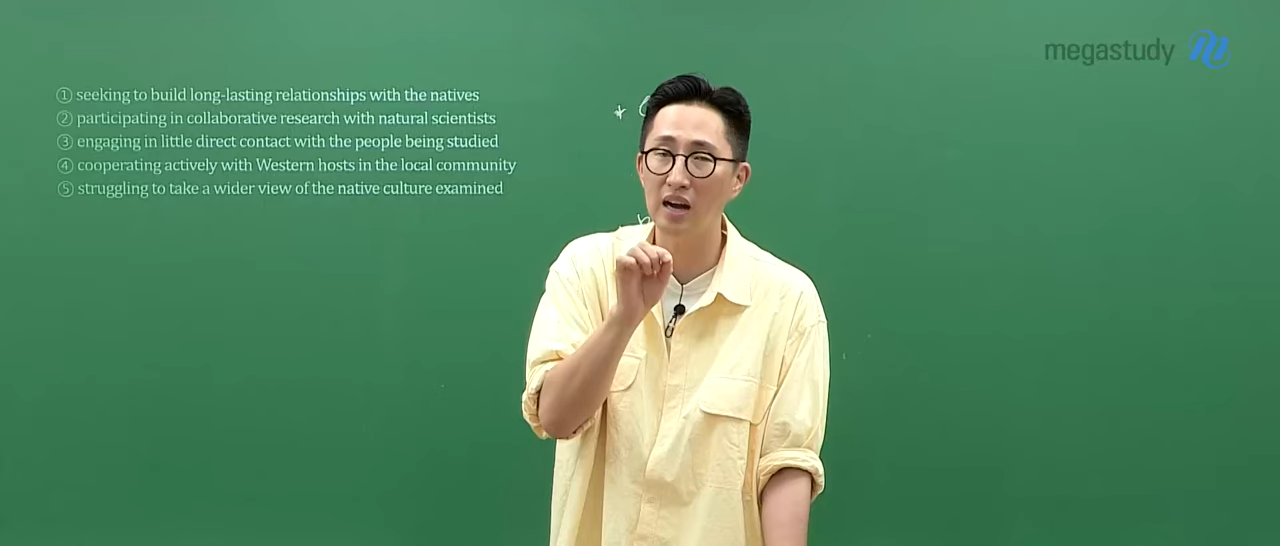 megastudy
① seeking to build long-lasting relationships with the natives
② participating in collaborative research with natural scientists
③ engaging in little direct contact with the people being studied
④ cooperating actively with Western hosts in the local community
⑤ struggling to take a wider view of the native culture examined